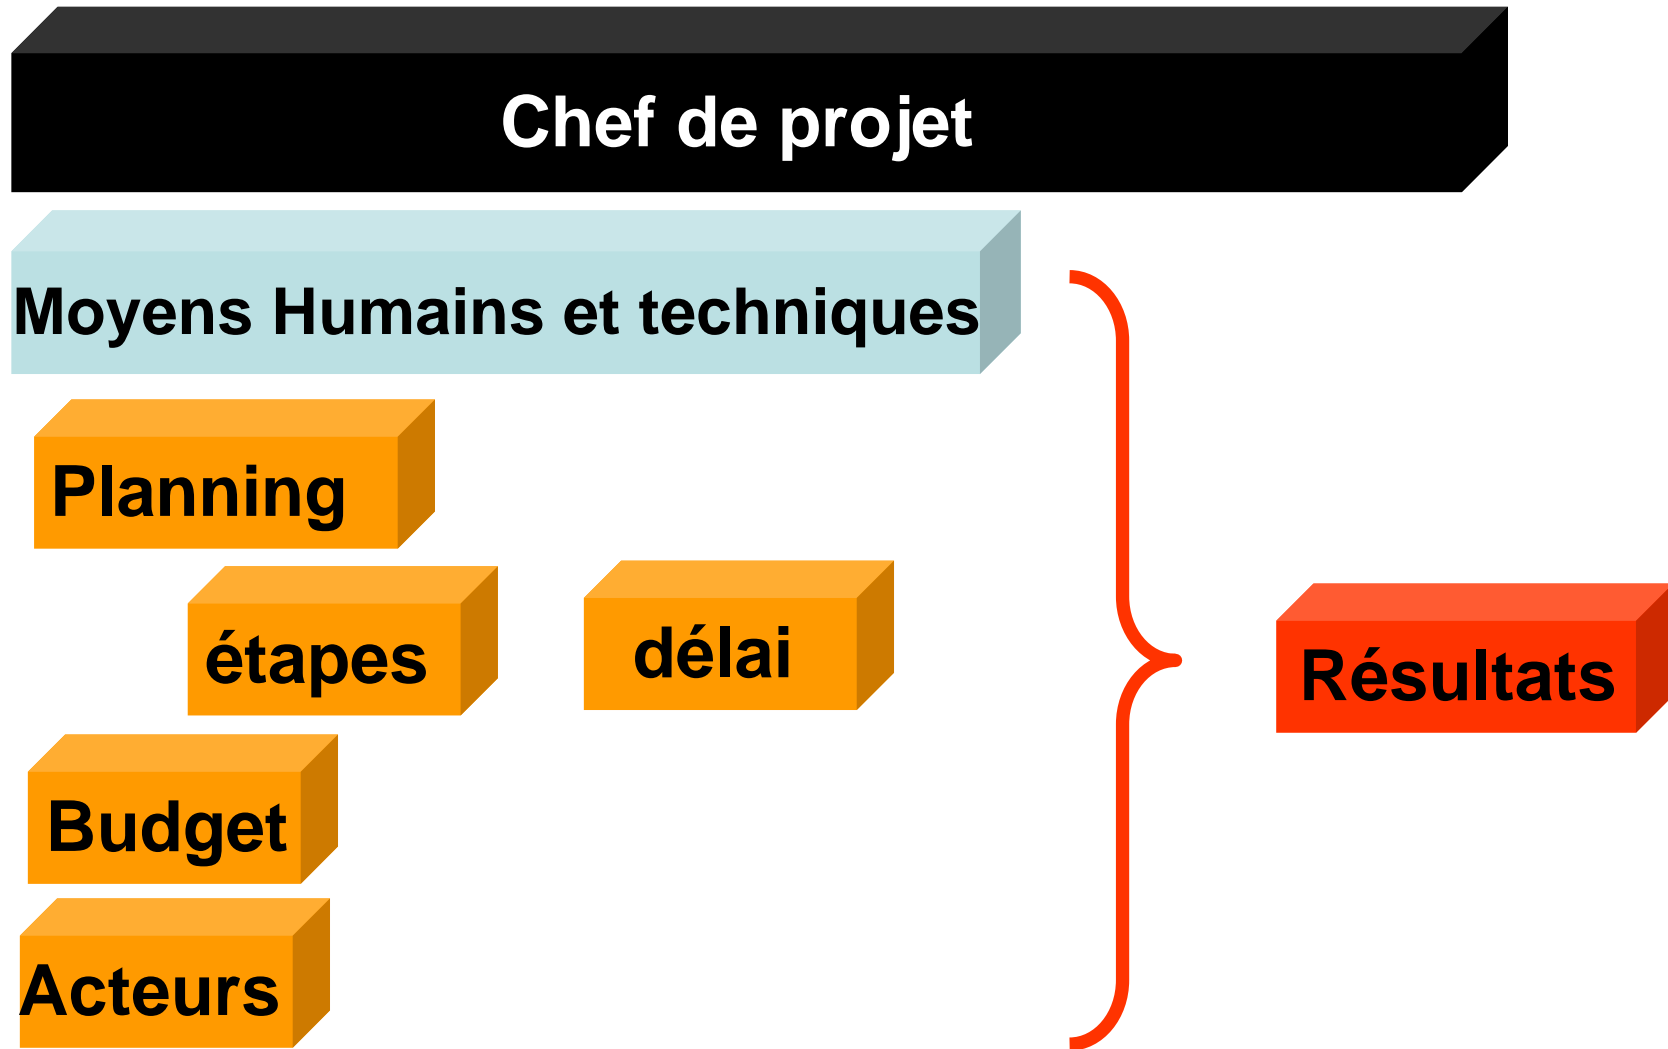 Chef de projet
Moyens Humains et techniques
Planning
étapes
délai
Résultats
Budget
Acteurs